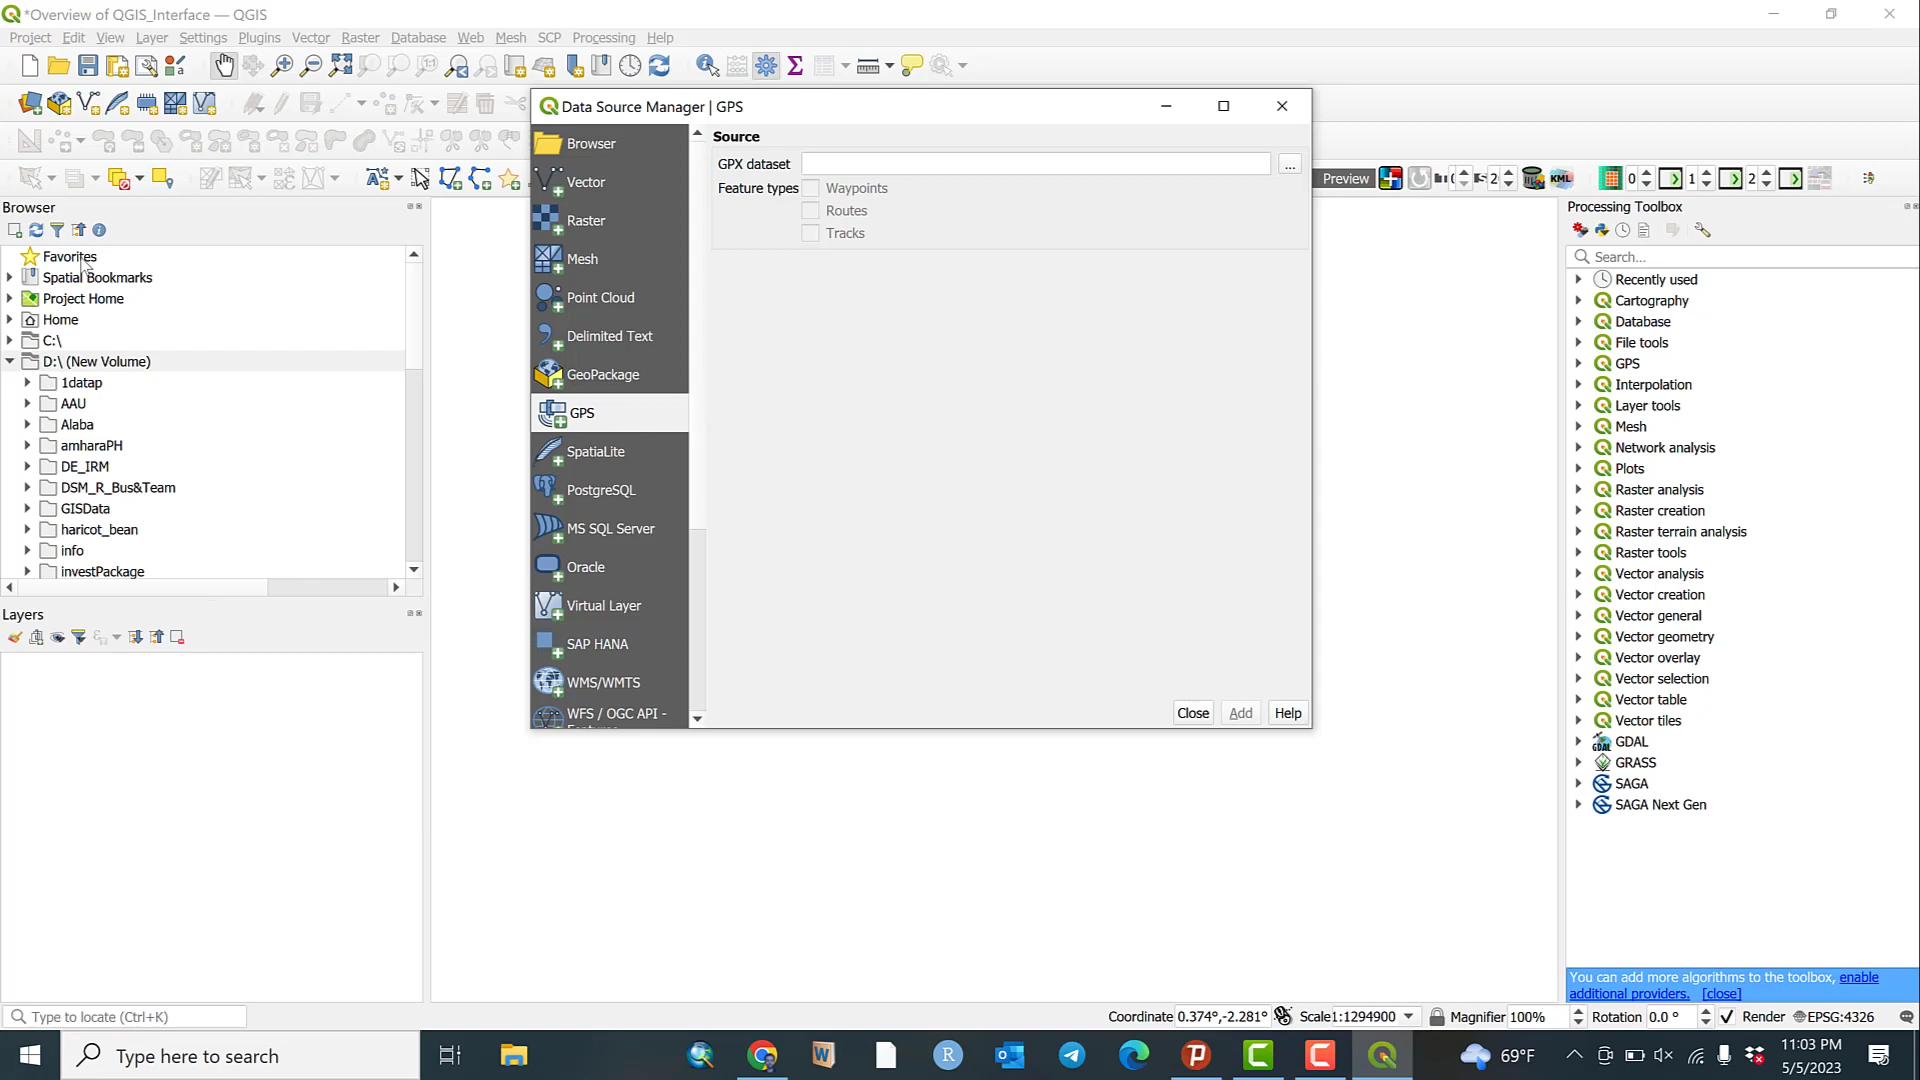 *Overview of QGIS_Interface — QGIS
Project Edit View Layer Settings Plugins Vector Raster Database Web Mesh SCP Processing Help
Data Source Manager | GPS
Browser
Vector
Raster
Mesh
Point Cloud
Delimited Text
GeoPackage
GPS
SpatiaLite
PostgreSQL
MS SQL Server
Oracle
Virtual Layer
SAP HANA
WMS/WMTS
WFS / OGC API -
Source
GPX dataset
...
Feature types
Waypoints
Routes
Tracks
Close Add Help
Preview
0
1
2
KML
Browser
Favorites
Spatial Bookmarks
Project Home
Home
C:\
D:\ (New Volume)
1datap
AAU
Alaba
amharaPH
DE_IRM
DSM_R_Bus&Team
GISData
haricot_bean
info
investPackage
Layers
Processing Toolbox
Search...
Recently used
Cartography
Database
File tools
GPS
Interpolation
Layer tools
Mesh
Network analysis
Plots
Raster analysis
Raster creation
Raster terrain analysis
Raster tools
Vector analysis
Vector creation
Vector general
Vector geometry
Vector overlay
Vector selection
Vector table
Vector tiles
GDAL
GRASS
SAGA
SAGA Next Gen
You can add more algorithms to the toolbox, enable
additional providers. [close]
Type to locate (Ctrl+K)
Coordinate 0.374°,-2.281° Scale 1:1294900 Magnifier 100% Rotation 0.0 ° Render EPSG:4326
Type here to search
69°F
11:03 PM
5/5/2023